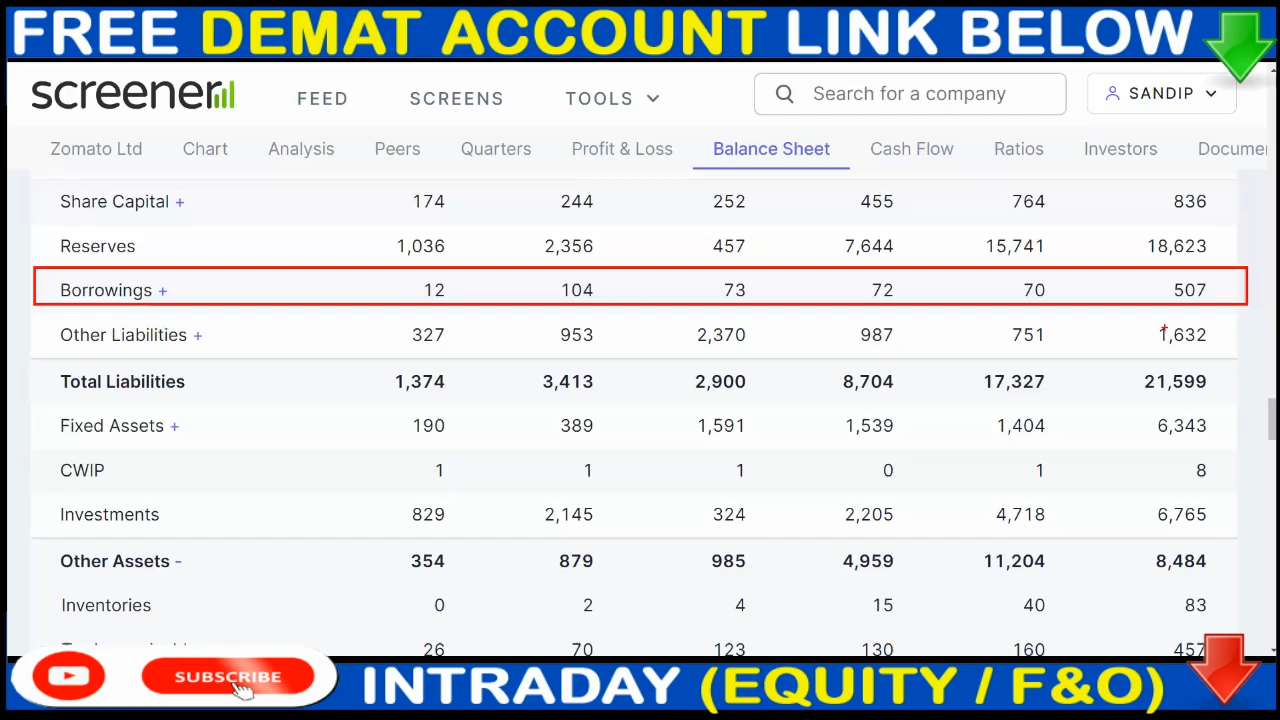 FREE DEMAT ACCOUNT LINK BELOW
screener FEED SCREENS TOOLS Search for a company SANDIP
Zomato Ltd Chart Analysis Peers Quarters Profit & Loss Balance Sheet Cash Flow Ratios Investors
Share Capital + 174 244 252 455 764 836
Reserves 1,036 2,356 457 7,644 15,741 18,623
Borrowings + 12 104 73 72 70 507
Other Liabilities + 327 953 2,370 987 751 1,632
Total Liabilities 1,374 3,413 2,900 8,704 17,327 21,599
Fixed Assets + 190 389 1,591 1,539 1,404 6,343
CWIP 1 1 1 0 1 8
Investments 829 2,145 324 2,205 4,718 6,765
Other Assets - 354 879 985 4,959 11,204 8,484
Inventories 0 2 4 15 40 83
26 70 123 130 160 457
SUBSCRIBE
INTRADAY (EQUITY / F&O)